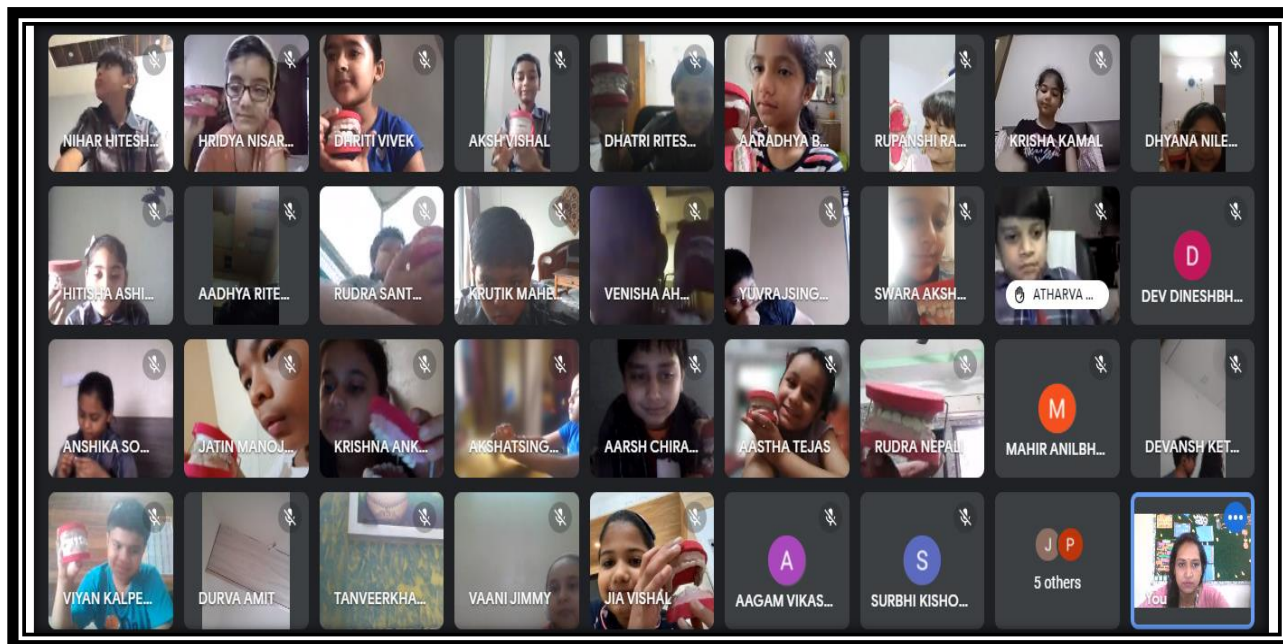 NIHAR HITESH...
HRIDYA NISAR...
DHRITI VIVEK
AKSH VISHAL
DHATRI RITES...
AARADHYA B...
RUPANSHI RA...
KRISHA KAMAL
DHYANA NILE...
HITISHA ASHI...
AADHYA RITE...
RUDRA SANT...
KRUTIK MAHE...
VENISHA AH...
YUVRAJSING...
SWARA AKSH...
ATHARVA ...
D
DEV DINESHBH...
ANSHIKA SO...
JATIN MANOJ...
KRISHNA ANK...
AKSHATSING...
AARSH CHIRA...
AASTHA TEJAS
RUDRA NEPAL
M
MAHIR ANILBH...
DEVANSH KET...
VIYAN KALPE...
DURVA AMIT
TANVEERKHA...
VAANI JIMMY
JIA VISHAL
A
AAGAM VIKAS...
S
SURBHI KISHO...
J P
5 others
You